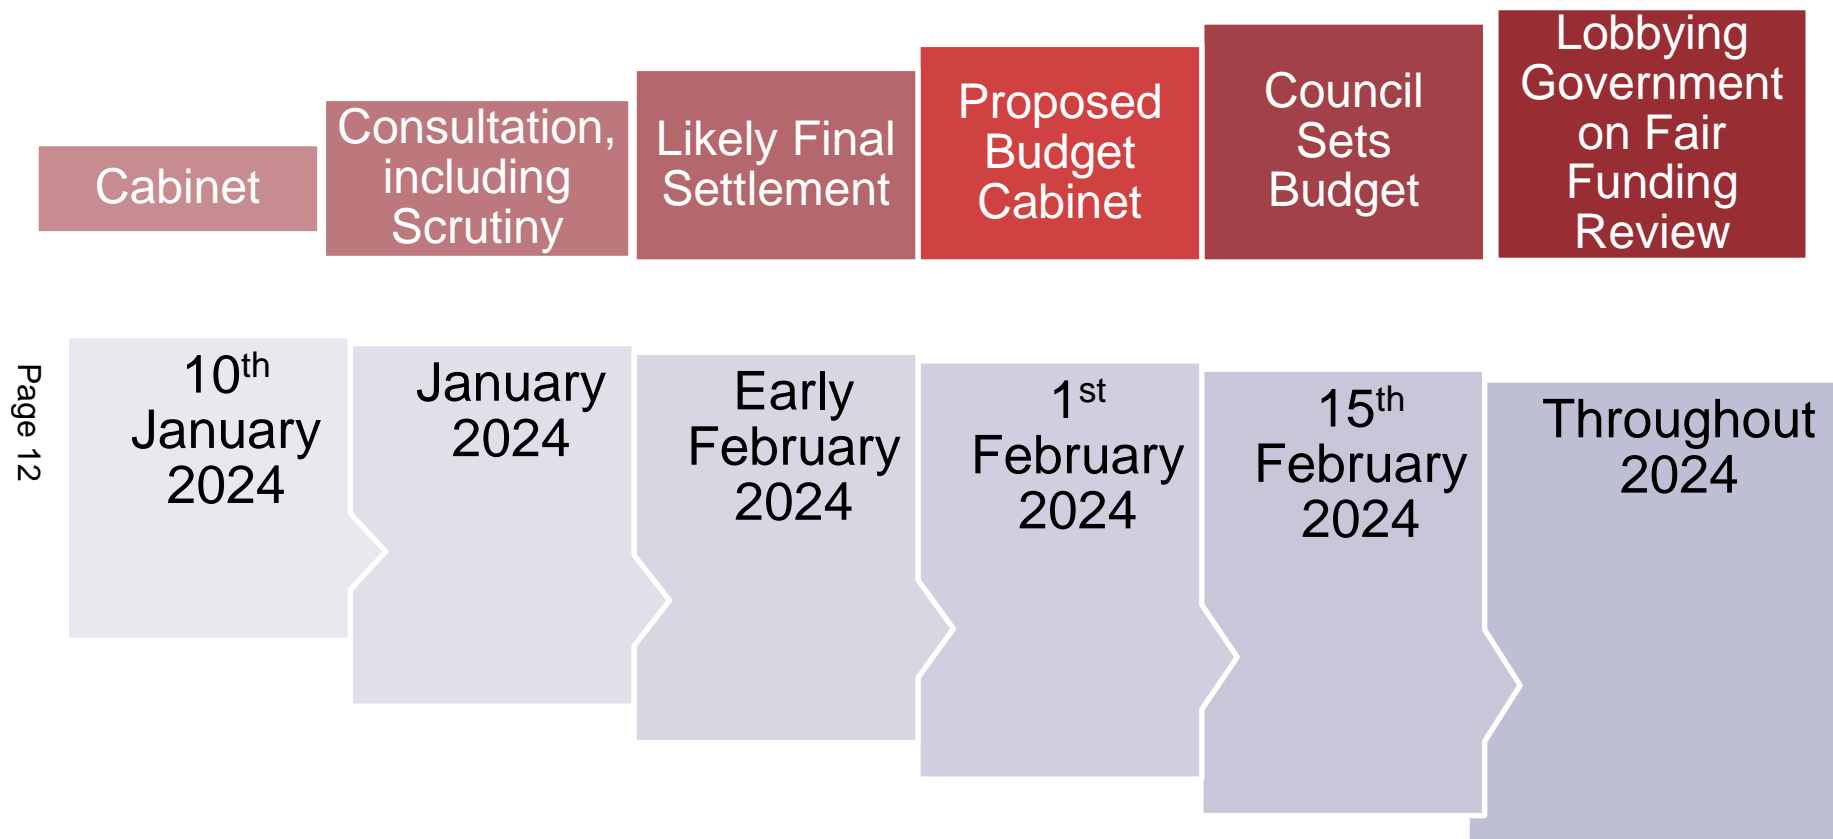 Cabinet
Consultation,
including
Scrutiny
Likely Final
Settlement
Proposed
Budget
Cabinet
Council
Sets
Budget
Lobbying
Government
on Fair
Funding
Review
10th
January
2024
January
2024
Early
February
2024
1st
February
2024
15th
February
2024
Throughout
2024
Page 12